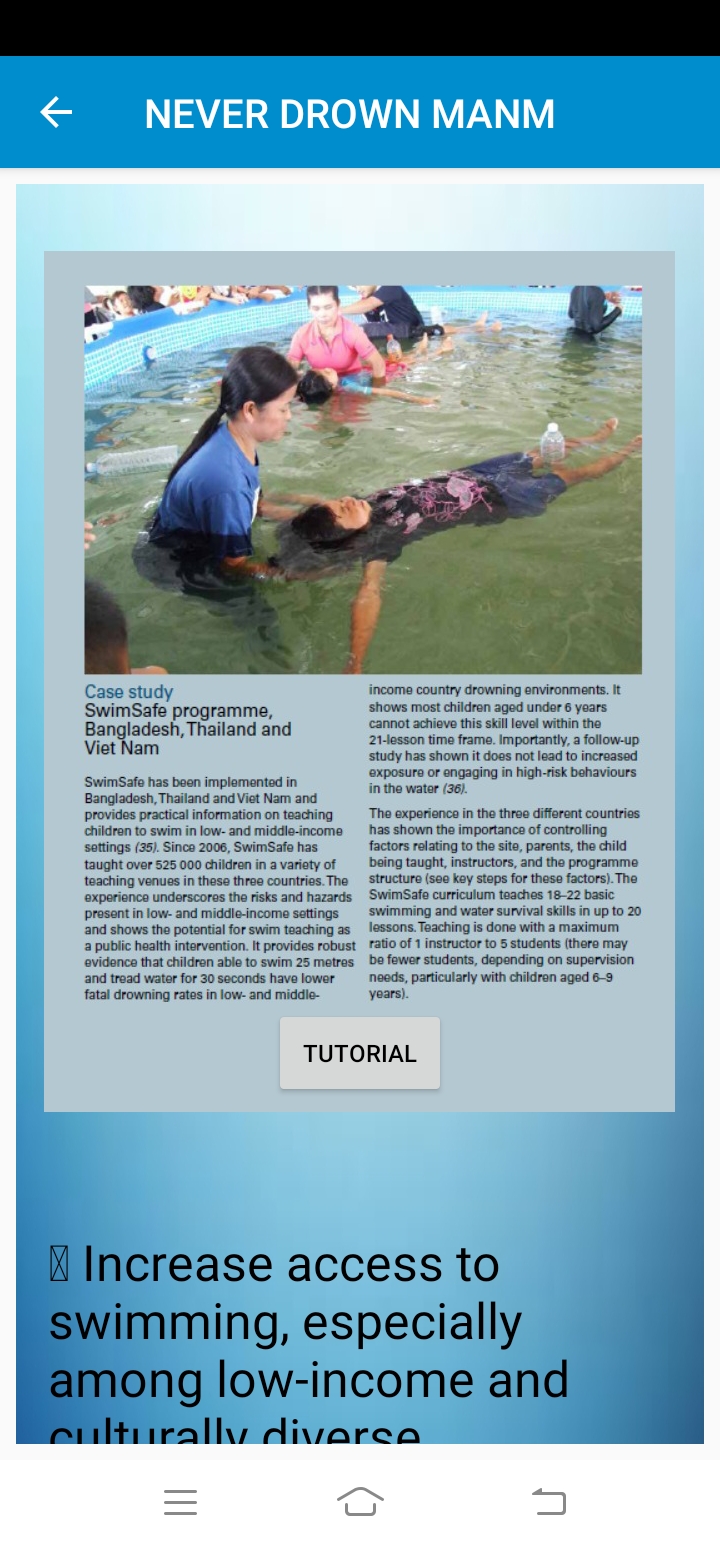 NEVER DROWN MANM
Case study
SwimSafe programme,
Bangladesh, Thailand and
Viet Nam
SwimSafe has been implemented in
Bangladesh, Thailand and Viet Nam and
provides practical information on teaching
children to swim in low- and middle-income
settings (35). Since 2006, SwimSafe has
taught over 525 000 children in a variety of
teaching venues in these three countries. The
experience underscores the risks and hazards
present in low- and middle-income settings
and shows the potential for swim teaching as
a public health intervention. It provides robust
evidence that children able to swim 25 metres
and tread water for 30 seconds have lower
fatal drowning rates in low- and middle-
income country drowning environments. It
shows most children aged under 6 years
cannot achieve this skill level within the
21-lesson time frame. Importantly, a follow-up
study has shown it does not lead to increased
exposure or engaging in high-risk behaviours
in the water (36).
The experience in the three different countries
has shown the importance of controlling
factors relating to the site, parents, the child
being taught, instructors, and the programme
structure (see key steps for these factors). The
SwimSafe curriculum teaches 18–22 basic
swimming and water survival skills in up to 20
lessons. Teaching is done with a maximum
ratio of 1 instructor to 5 students (there may
be fewer students, depending on supervision
needs, particularly with children aged 6–9
years).
TUTORIAL
Increase access to
swimming, especially
among low-income and
culturally diverse